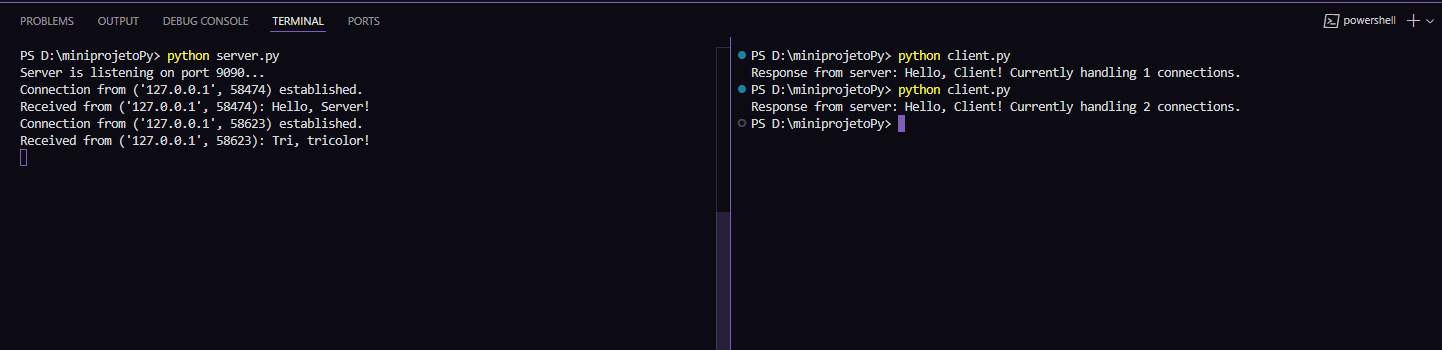 PROBLEMS OUTPUT DEBUG CONSOLE TERMINAL PORTS
powershell
PS D:\miniprojetoPy> python server.py
Server is listening on port 9090...
Connection from ('127.0.0.1', 58474) established.
Received from ('127.0.0.1', 58474): Hello, Server!
Connection from ('127.0.0.1', 58623) established.
Received from ('127.0.0.1', 58623): Tri, tricolor!
PS D:\miniprojetoPy> python client.py
Response from server: Hello, Client! Currently handling 1 connections.
PS D:\miniprojetoPy> python client.py
Response from server: Hello, Client! Currently handling 2 connections.
PS D:\miniprojetoPy>